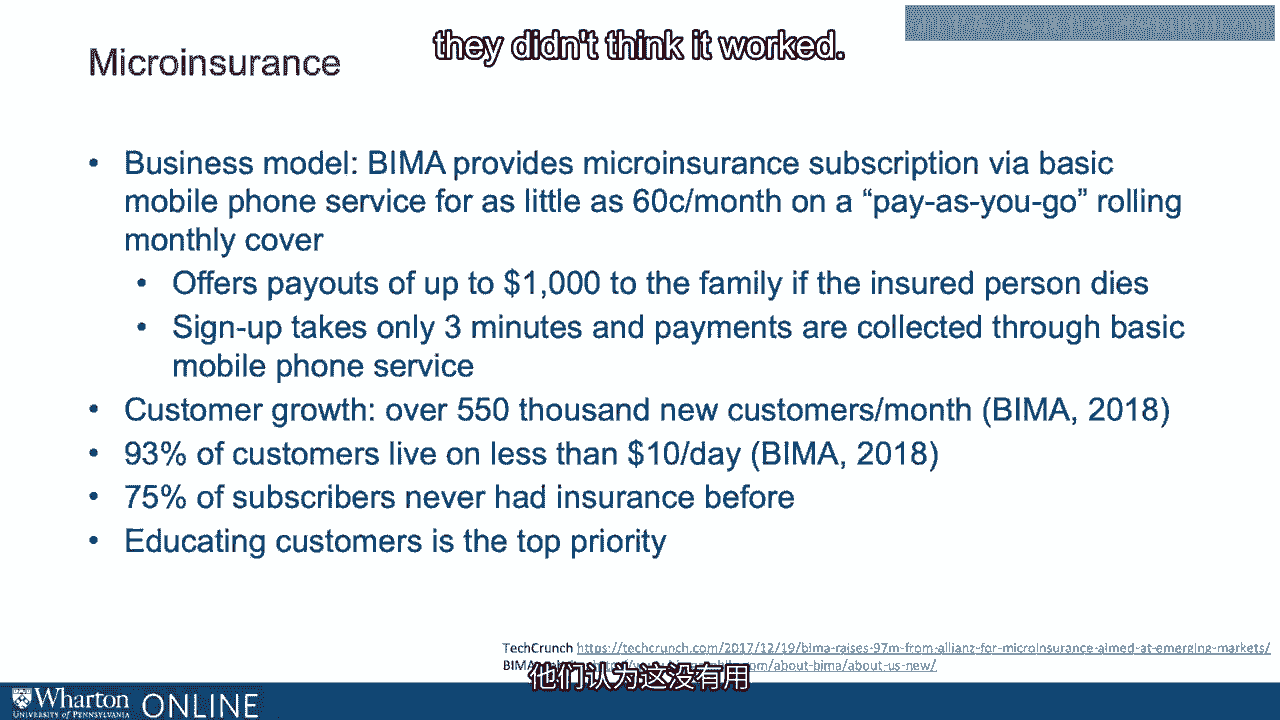 they didn't think it worked.
Microinsurance
• Business model: BIMA provides microinsurance subscription via basic
mobile phone service for as little as 60c/month on a “pay-as-you-go” rolling
monthly cover
• Offers payouts of up to $1,000 to the family if the insured person dies
• Sign-up takes only 3 minutes and payments are collected through basic
mobile phone service
• Customer growth: over 550 thousand new customers/month (BIMA, 2018)
• 93% of customers live on less than $10/day (BIMA, 2018)
• 75% of subscribers never had insurance before
• Educating customers is the top priority
TechCrunch https://techcrunch.com/2017/12/19/bima-raises-97m-from-allianz-for-microinsurance-aimed-at-emerging-markets/
BIMA .com/about-bima/about-us-new/
他们认为这没有用
Wharton ONLINE
UNIVERSITY of PENNSYLVANIA